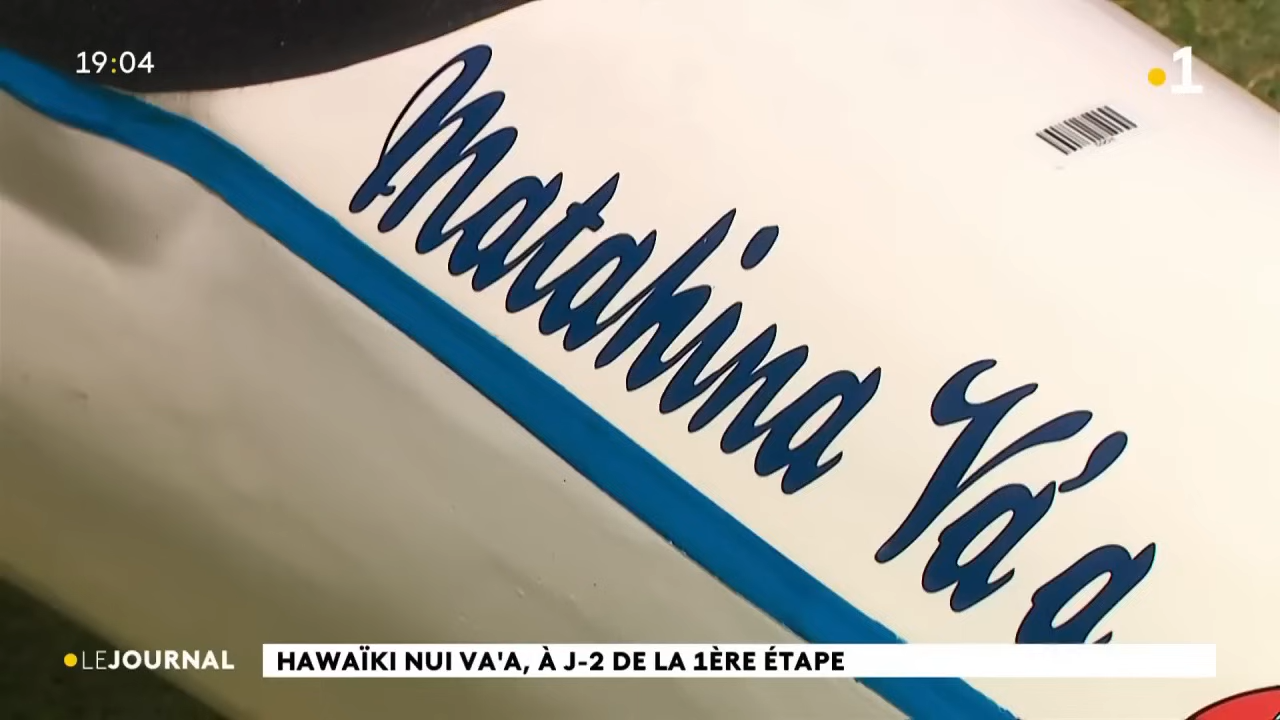 19:04
1
Matahina Va'a
LEJOURNAL
HAWAÏKI NUI VA'A, À J-2 DE LA 1ÈRE ÉTAPE